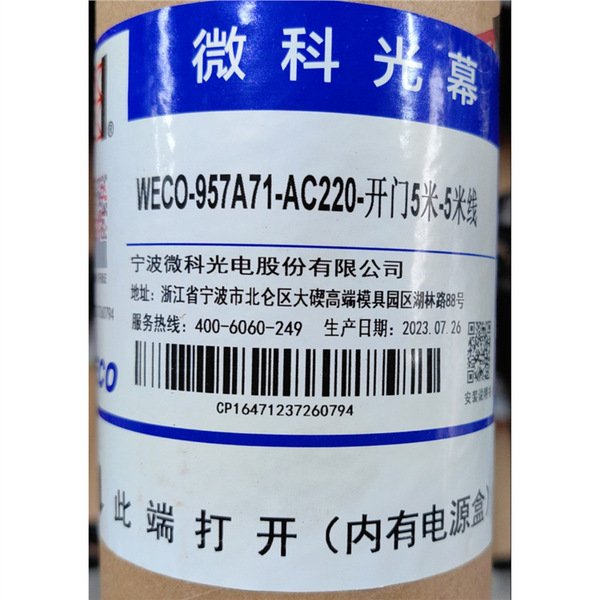 微科光幕
®
WECO-957A71-AC220-开门5米-5米线
宁波微科光电股份有限公司
地址：浙江省宁波市北仑区大碶高端模具园区湖林路88号
服务热线：400-6060-249 生产日期：2023.07.26
CP16471237260794
此端打开（内有电源盒）